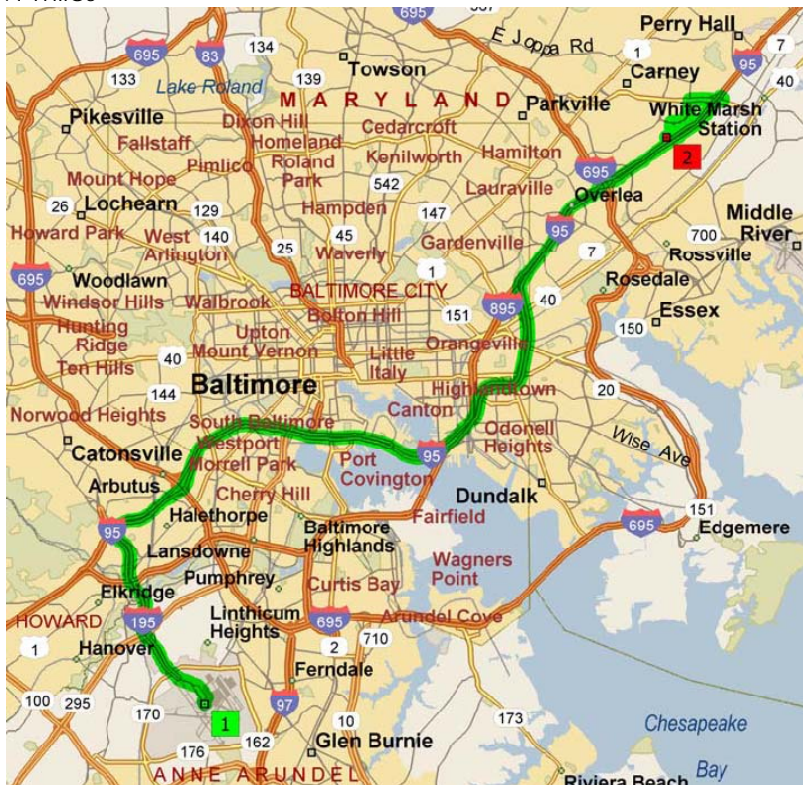 Perry Hall
E Joppa Rd
695
83
134
1
95
7
Towson
Carney
40
133
139
Lake Roland
MARYLAND
Parkville
White Marsh
Station
Pikesville
Dixon Hill
Cedarcroft
Fallstaff
Homeland
Hamilton
Pimlico
Roland
Park
Kenilworth
695
2
Mount Hope
542
Lauraville
Overlea
26
Lochearn
129
Hampden
147
95
Middle
River
Howard Park
West
Arlington
140
45
Gardenville
7
700
25
Waverly
Rossville
695
Woodlawn
1
Rosedale
Windsor Hills
Walbrook
BALTIMORE CITY
895
40
Essex
Hunting
Ridge
Upton
Bolton Hill
151
150
Ten Hills
40
Mount Vernon
Little
Italy
Orangeville
144
Baltimore
Highlandtown
20
Norwood Heights
Canton
South Baltimore
Odonell
Heights
Catonsville
Westport
95
Wise Ave
Morrell Park
Port
Covington
Arbutus
Cherry Hill
Dundalk
151
95
Halethorpe
Baltimore
Highlands
Fairfield
695
Edgemere
Lansdowne
Wagners
Point
Pumphrey
Curtis Bay
Elkridge
HOWARD
195
Linthicum
Heights
695
Arundel Cove
1
Hanover
2
710
Ferndale
100
295
170
1
97
10
173
Chesapeake
Bay
176
162
Glen Burnie
ANNE ARUNDEL
Riviera Beach